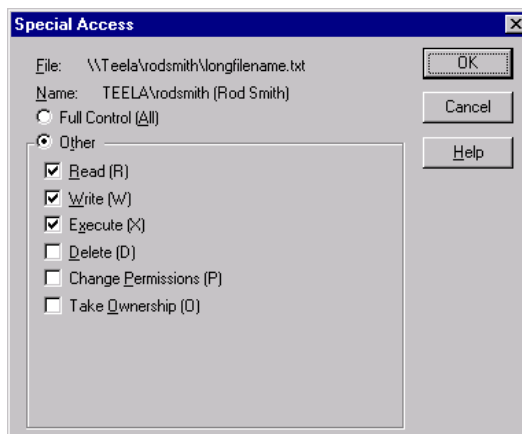 Special Access
File: \\Teela\rodsmith\longfilename.txt
Name: TEELA\rodsmith (Rod Smith)
Full Control (All)
Other
Read (R)
Write (W)
Execute (X)
Delete (D)
Change Permissions (P)
Take Ownership (O)
OK
Cancel
Help